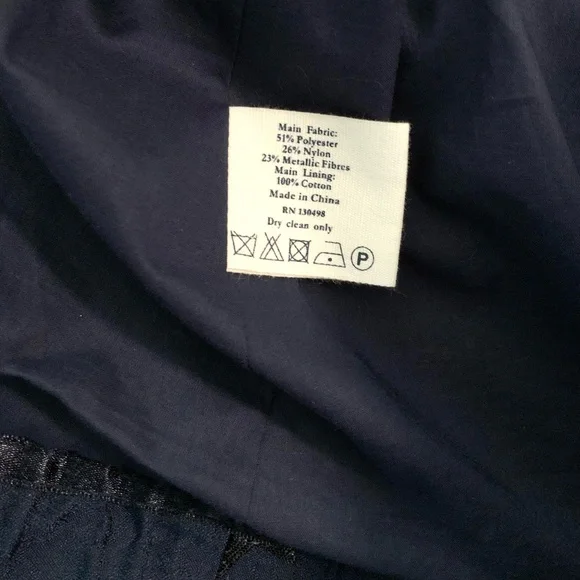 Main Fabric:
51% Polyester
26% Nylon
23% Metallic Fibres
Main Lining:
100% Cotton
Made in China
RN 130498
Dry clean only
P